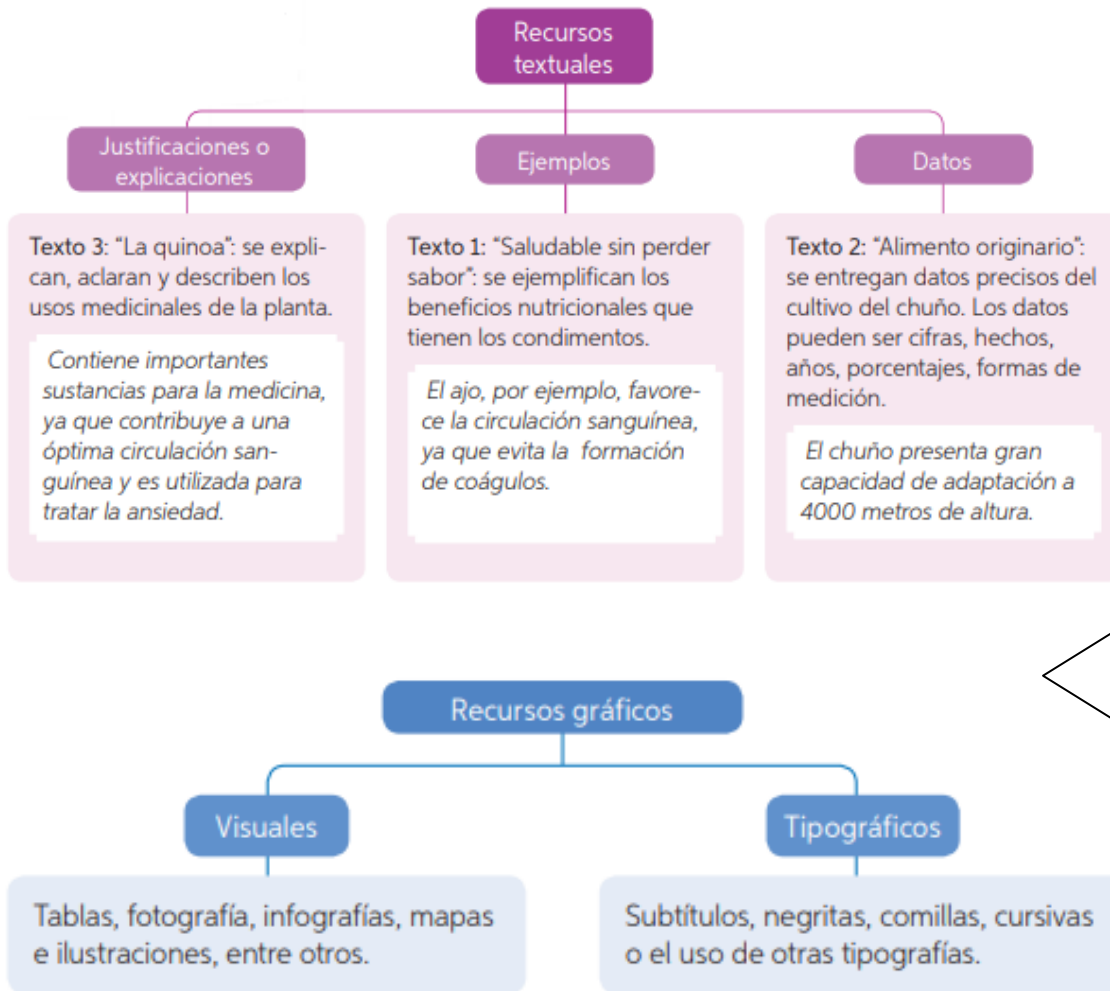 Recursos
textuales
Justificaciones o
explicaciones
Texto 3: “La quinoa”: se expli-
can, aclaran y describen los
usos medicinales de la planta.
Contiene importantes
sustancias para la medicina,
ya que contribuye a una
óptima circulación san-
guínea y es utilizada para
tratar la ansiedad.
Ejemplos
Texto 1: “Saludable sin perder
sabor”: se ejemplifican los
beneficios nutricionales que
tienen los condimentos.
El ajo, por ejemplo, favore-
ce la circulación sanguínea,
ya que evita la formación
de coágulos.
Datos
Texto 2: “Alimento originario”:
se entregan datos precisos del
cultivo del chuño. Los datos
pueden ser cifras, hechos,
años, porcentajes, formas de
medición.
El chuño presenta gran
capacidad de adaptación a
4000 metros de altura.
Recursos gráficos
Visuales
Tablas, fotografía, infografías, mapas
e ilustraciones, entre otros.
Tipográficos
Subtítulos, negritas, comillas, cursivas
o el uso de otras tipografías.